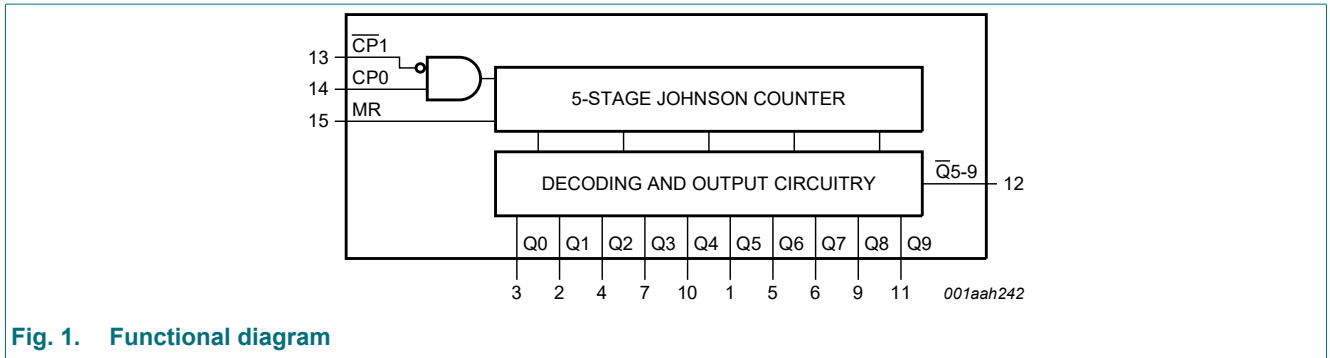 13 C̅P̅1
14 CP0
15 MR
5-STAGE JOHNSON COUNTER
DECODING AND OUTPUT CIRCUITRY
Q̅5-9 12
Q0 Q1 Q2 Q3 Q4 Q5 Q6 Q7 Q8 Q9
3 2 4 7 10 1 5 6 9 11 001aah242
Fig. 1. Functional diagram